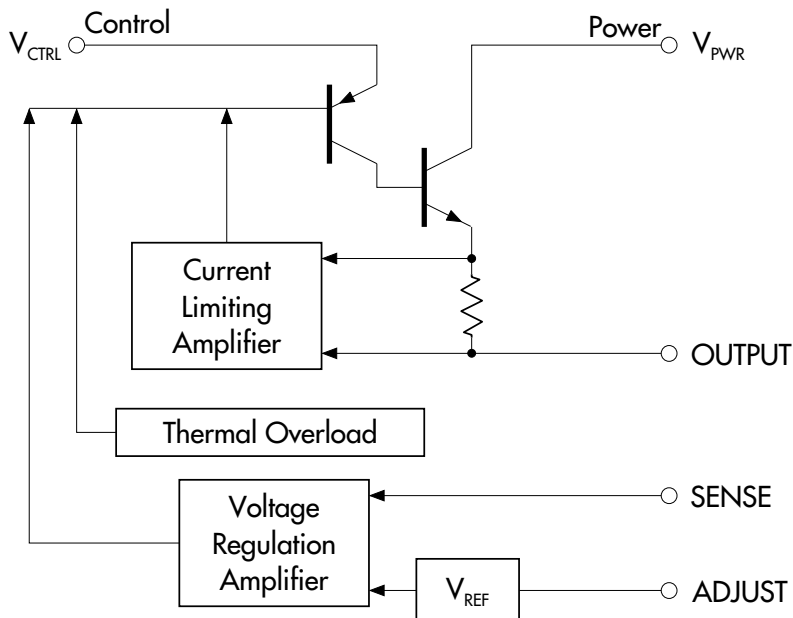 Control
Power
V_CTRL
V_PWR
Current
Limiting
Amplifier
OUTPUT
Thermal Overload
SENSE
Voltage
Regulation
Amplifier
V_REF
ADJUST